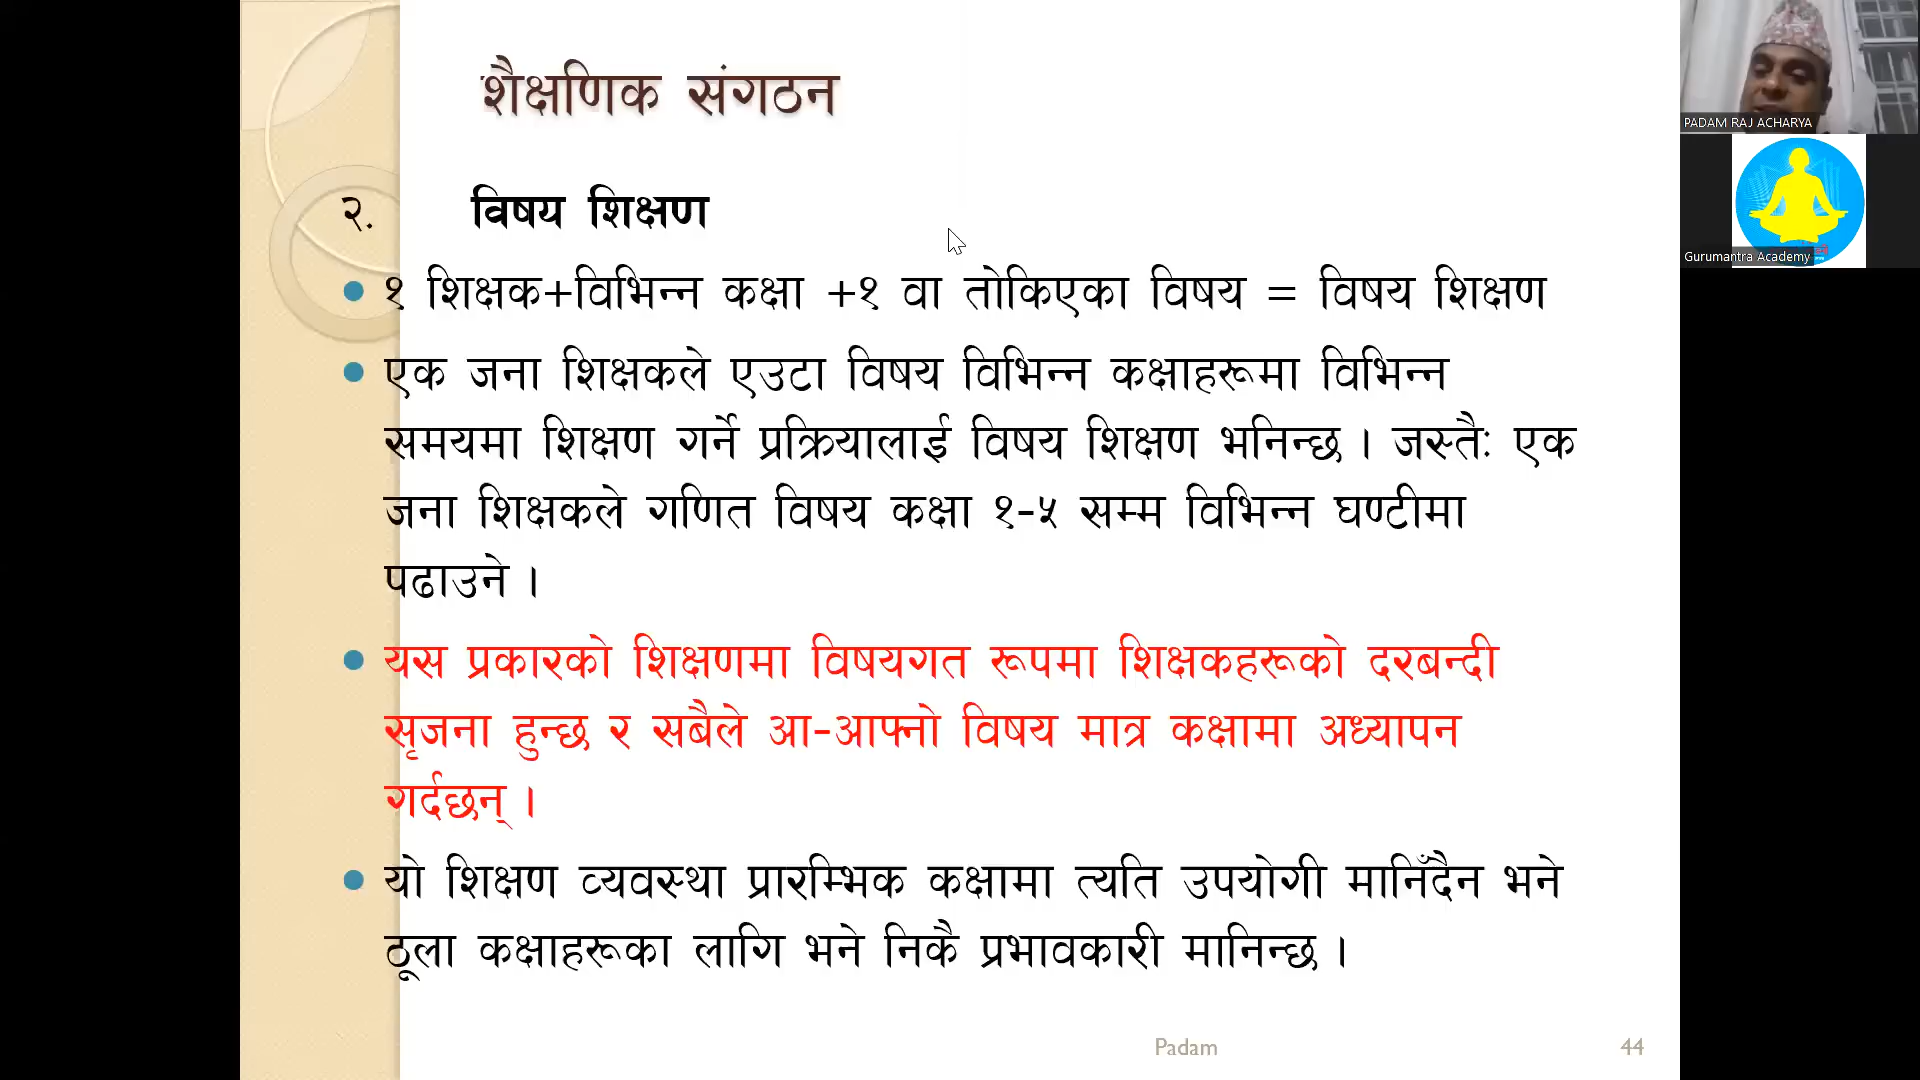 शैक्षणिक संगठन
PADAM RAJ ACHARYA
Gurumantra Academy
२. विषय शिक्षण
१ शिक्षक+विभिन्न कक्षा +१ वा तोकिएका विषय = विषय शिक्षण
एक जना शिक्षकले एउटा विषय विभिन्न कक्षाहरूमा विभिन्न
समयमा शिक्षण गर्ने प्रक्रियालाई विषय शिक्षण भनिन्छ । जस्तैः एक
जना शिक्षकले गणित विषय कक्षा १-५ सम्म विभिन्न घण्टीमा
पढाउने ।
यस प्रकारको शिक्षणमा विषयगत रूपमा शिक्षकहरूको दरबन्दी
सृजना हुन्छ र सबैले आ-आफ्नो विषय मात्र कक्षामा अध्यापन
गर्दछन् ।
यो शिक्षण व्यवस्था प्रारम्भिक कक्षामा त्यति उपयोगी मानिँदैन भने
ठूला कक्षाहरूका लागि भने निकै प्रभावकारी मानिन्छ ।
Padam 44